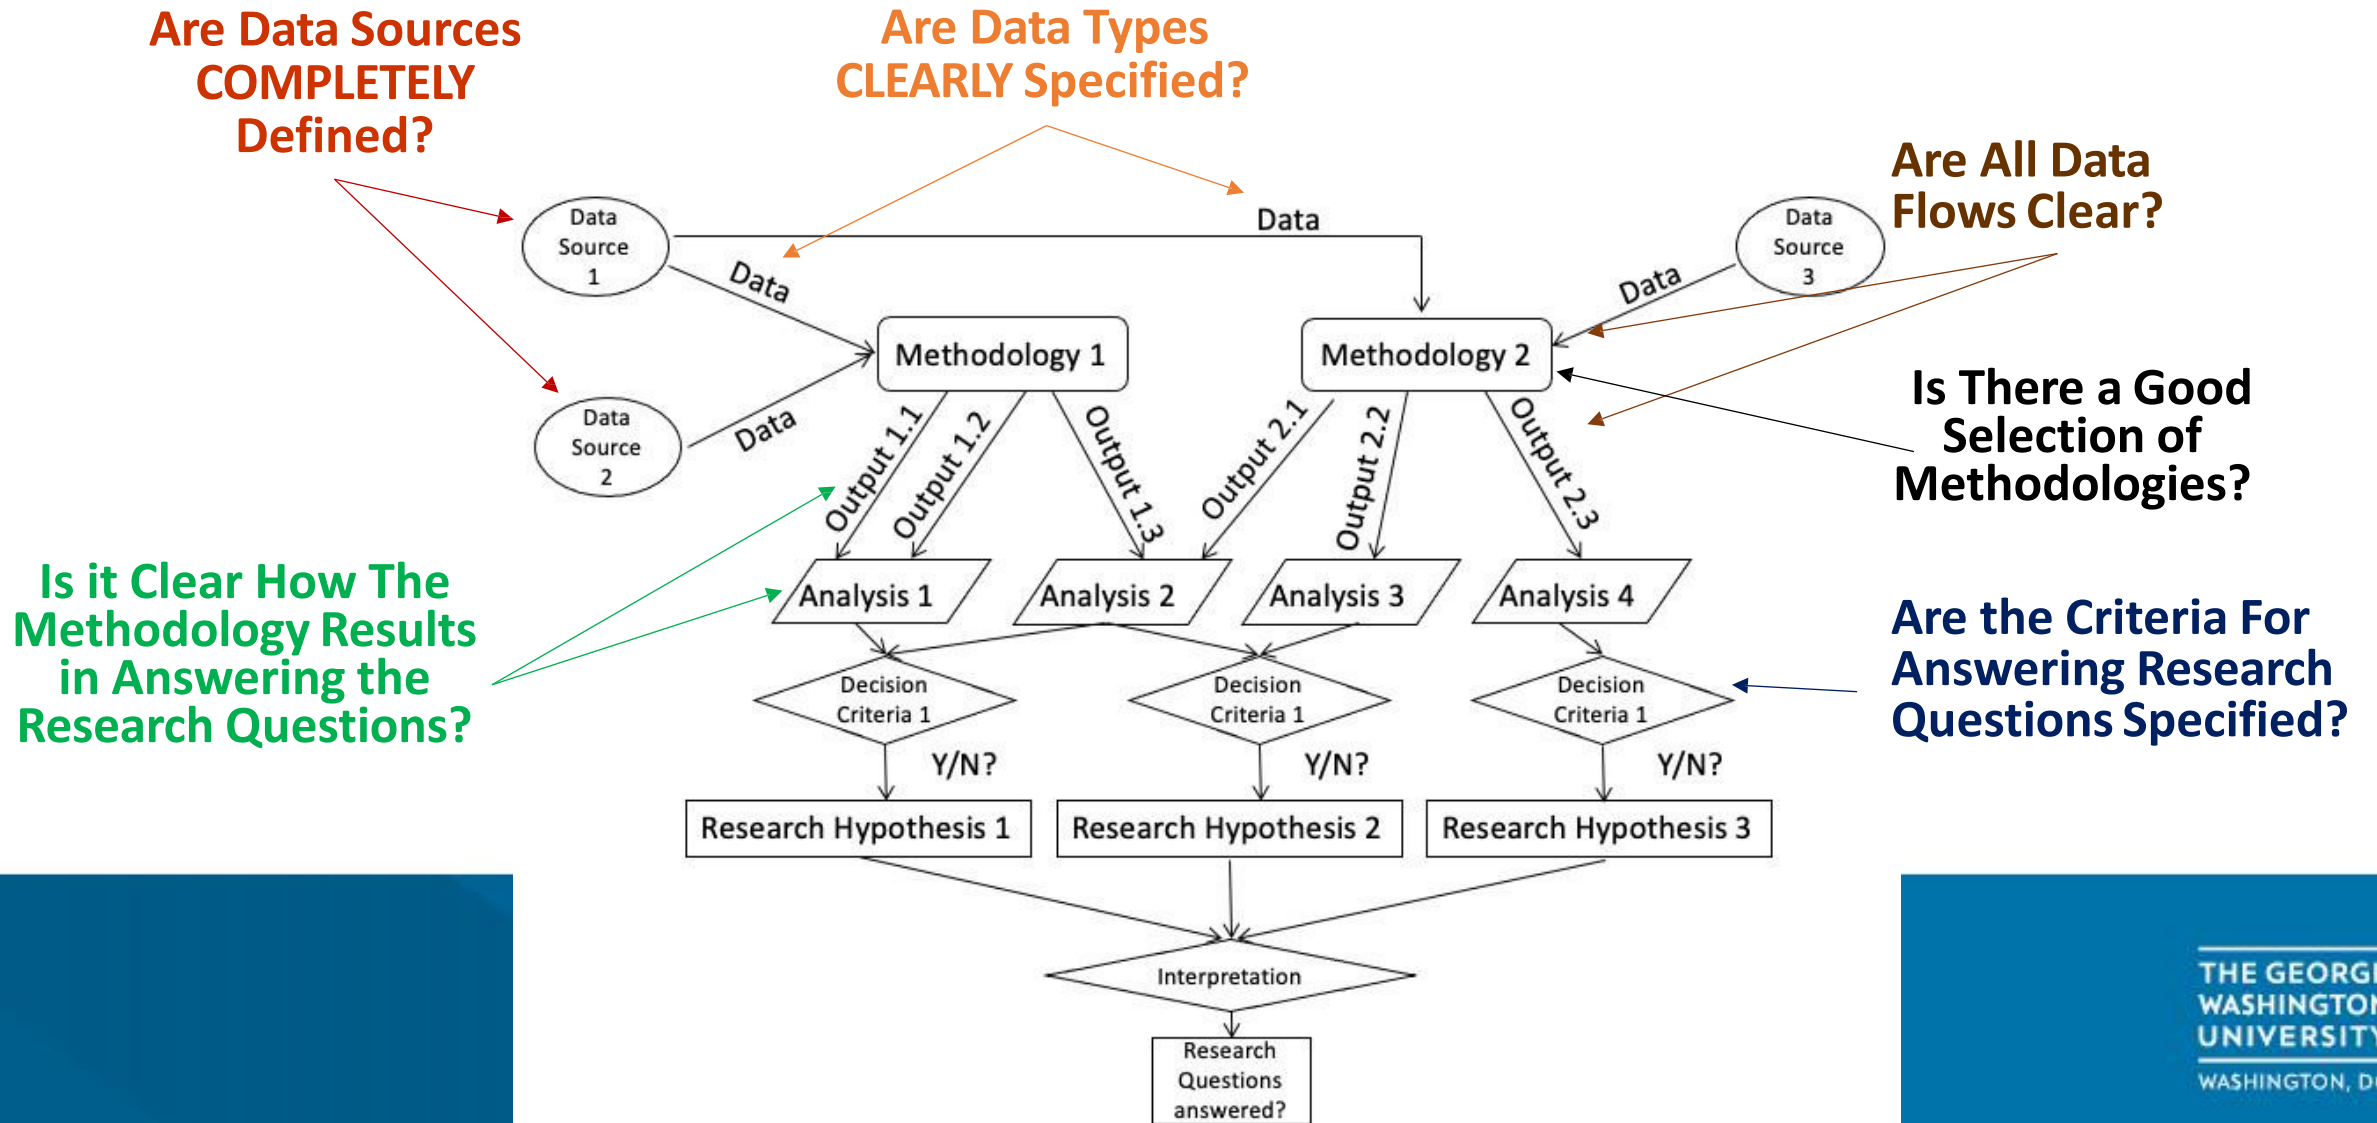 Are Data Sources
COMPLETELY
Defined?
Are Data Types
CLEARLY Specified?
Are All Data
Flows Clear?
Data
Source
1
Data
Data
Source
3
Data
Data
Methodology 1
Methodology 2
Is There a Good
Selection of
Methodologies?
Data
Source
2
Data
Output 1.1
Output 1.2
Output 1.3
Output 2.1
Output 2.2
Output 2.3
Is it Clear How The
Methodology Results
in Answering the
Research Questions?
Analysis 1
Analysis 2
Analysis 3
Analysis 4
Are the Criteria For
Answering Research
Questions Specified?
Decision
Criteria 1
Decision
Criteria 1
Decision
Criteria 1
Y/N?
Y/N?
Y/N?
Research Hypothesis 1
Research Hypothesis 2
Research Hypothesis 3
Interpretation
Research
Questions
answered?
THE GEORG
WASHINGTON
UNIVERSITY
WASHINGTON, D